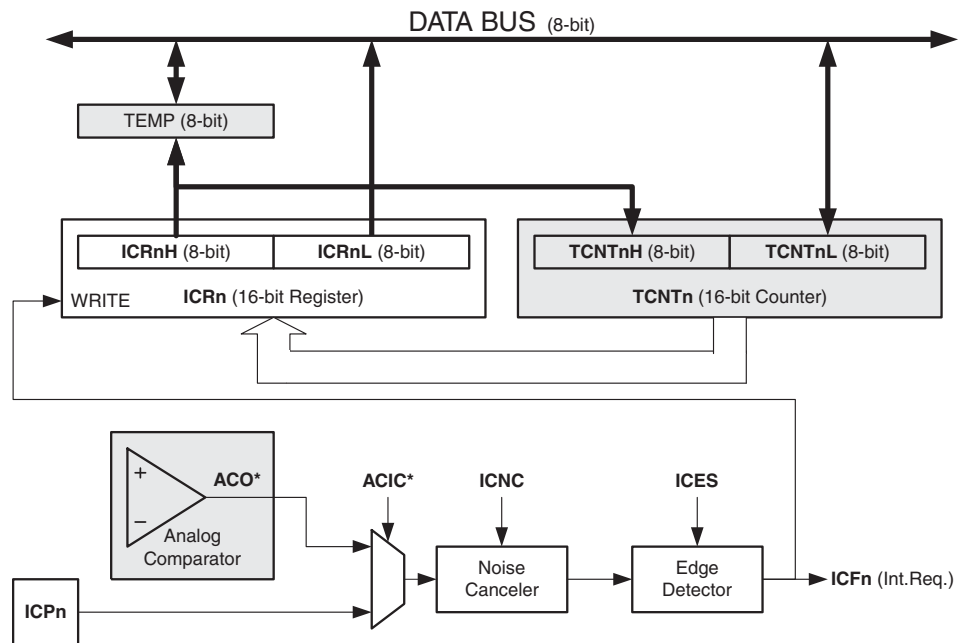 DATA BUS (8-bit)
TEMP (8-bit)
ICRnH (8-bit) ICRnL (8-bit) TCNTnH (8-bit) TCNTnL (8-bit)
WRITE ICRn (16-bit Register) TCNTn (16-bit Counter)
+
ACO* ACIC* ICNC ICES
−
Analog
Comparator
Noise
Canceler
Edge
Detector
ICFn (Int.Req.)
ICPn